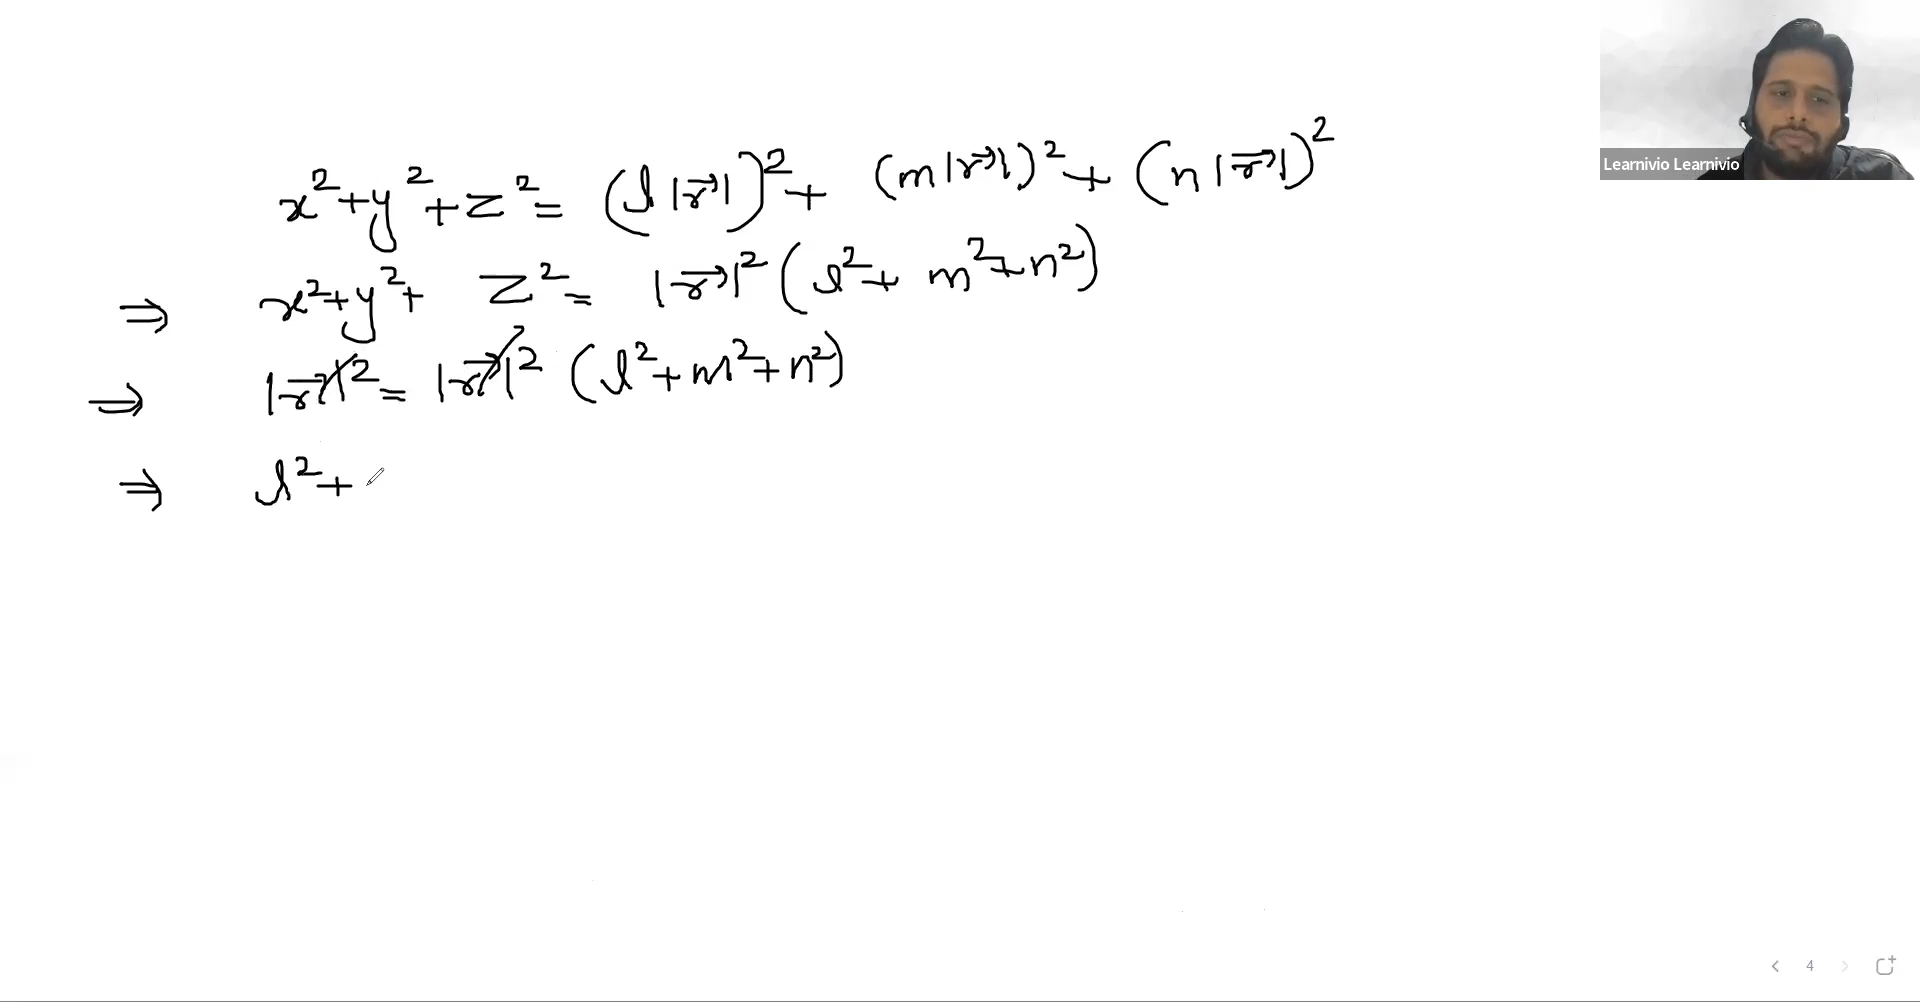 x² + y² + z² = (l |r⃗|)² + (m |r⃗|)² + (n |r⃗|)²
⇒ x² + y² + z² = |r⃗|² (l² + m² + n²)
⇒ |r⃗|² = |r⃗|² (l² + m² + n²)
⇒ l² +
Learnivio Learnivio
4